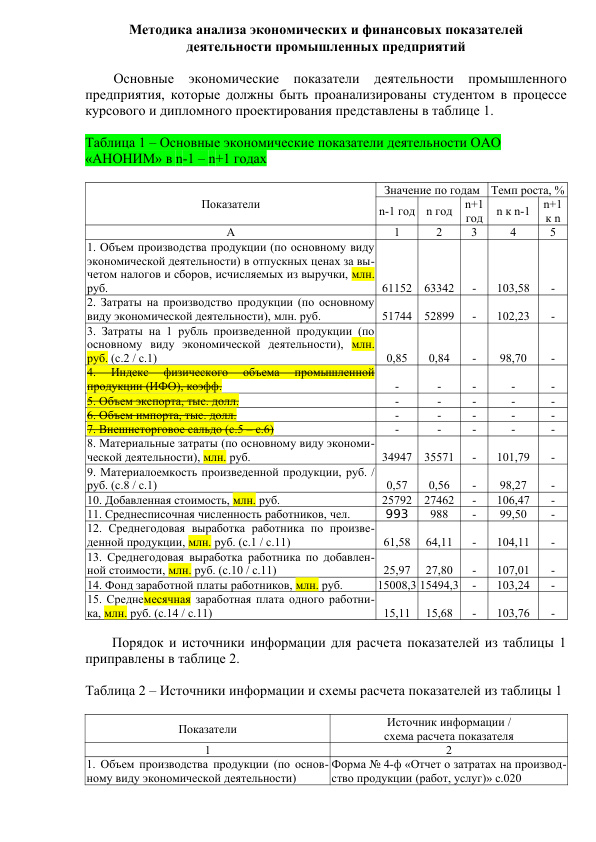 Методика анализа экономических и финансовых показателей
деятельности промышленных предприятий
Основные экономические показатели деятельности промышленного
предприятия, которые должны быть проанализированы студентом в процессе
курсового и дипломного проектирования представлены в таблице 1.
Таблица 1 – Основные экономические показатели деятельности ОАО
«АНОНИМ» в n-1 – n+1 годах
Показатели
Значение по годам Темп роста, %
n-1 год n год n+1 год n к n-1 n+1 к n
А 1 2 3 4 5
1. Объем производства продукции (по основному виду
экономической деятельности) в отпускных ценах за вы-
четом налогов и сборов, исчисляемых из выручки, млн.
руб. 61152 63342 - 103,58 -
2. Затраты на производство продукции (по основному
виду экономической деятельности), млн. руб. 51744 52899 - 102,23 -
3. Затраты на 1 рубль произведенной продукции (по
основному виду экономической деятельности), млн.
руб. (с.2 / с.1) 0,85 0,84 - 98,70 -
4. Индекс физического объема промышленной
продукции (ИФО), коэфф. - - - - -
5. Объем экспорта, тыс. долл. - - - - -
6. Объем импорта, тыс. долл. - - - - -
7. Внешнеторговое сальдо (с.5 – с.6) - - - - -
8. Материальные затраты (по основному виду экономи-
ческой деятельности), млн. руб. 34947 35571 - 101,79 -
9. Материалоемкость произведенной продукции, руб. /
руб. (с.8 / с.1) 0,57 0,56 - 98,27 -
10. Добавленная стоимость, млн. руб. 25792 27462 - 106,47 -
11. Среднесписочная численность работников, чел. 993 988 - 99,50 -
12. Среднегодовая выработка работника по произве-
денной продукции, млн. руб. (с.1 / с.11) 61,58 64,11 - 104,11 -
13. Среднегодовая выработка работника по добавлен-
ной стоимости, млн. руб. (с.10 / с.11) 25,97 27,80 - 107,01 -
14. Фонд заработной платы работников, млн. руб. 15008,3 15494,3 - 103,24 -
15. Среднемесячная заработная плата одного работни-
ка, млн. руб. (с.14 / с.11) 15,11 15,68 - 103,76 -
Порядок и источники информации для расчета показателей из таблицы 1
приправлены в таблице 2.
Таблица 2 – Источники информации и схемы расчета показателей из таблицы 1
Показатели
Источник информации /
схема расчета показателя
1 2
1. Объем производства продукции (по основ- Форма № 4-ф «Отчет о затратах на производ-
ному виду экономической деятельности) ство продукции (работ, услуг)» с.020